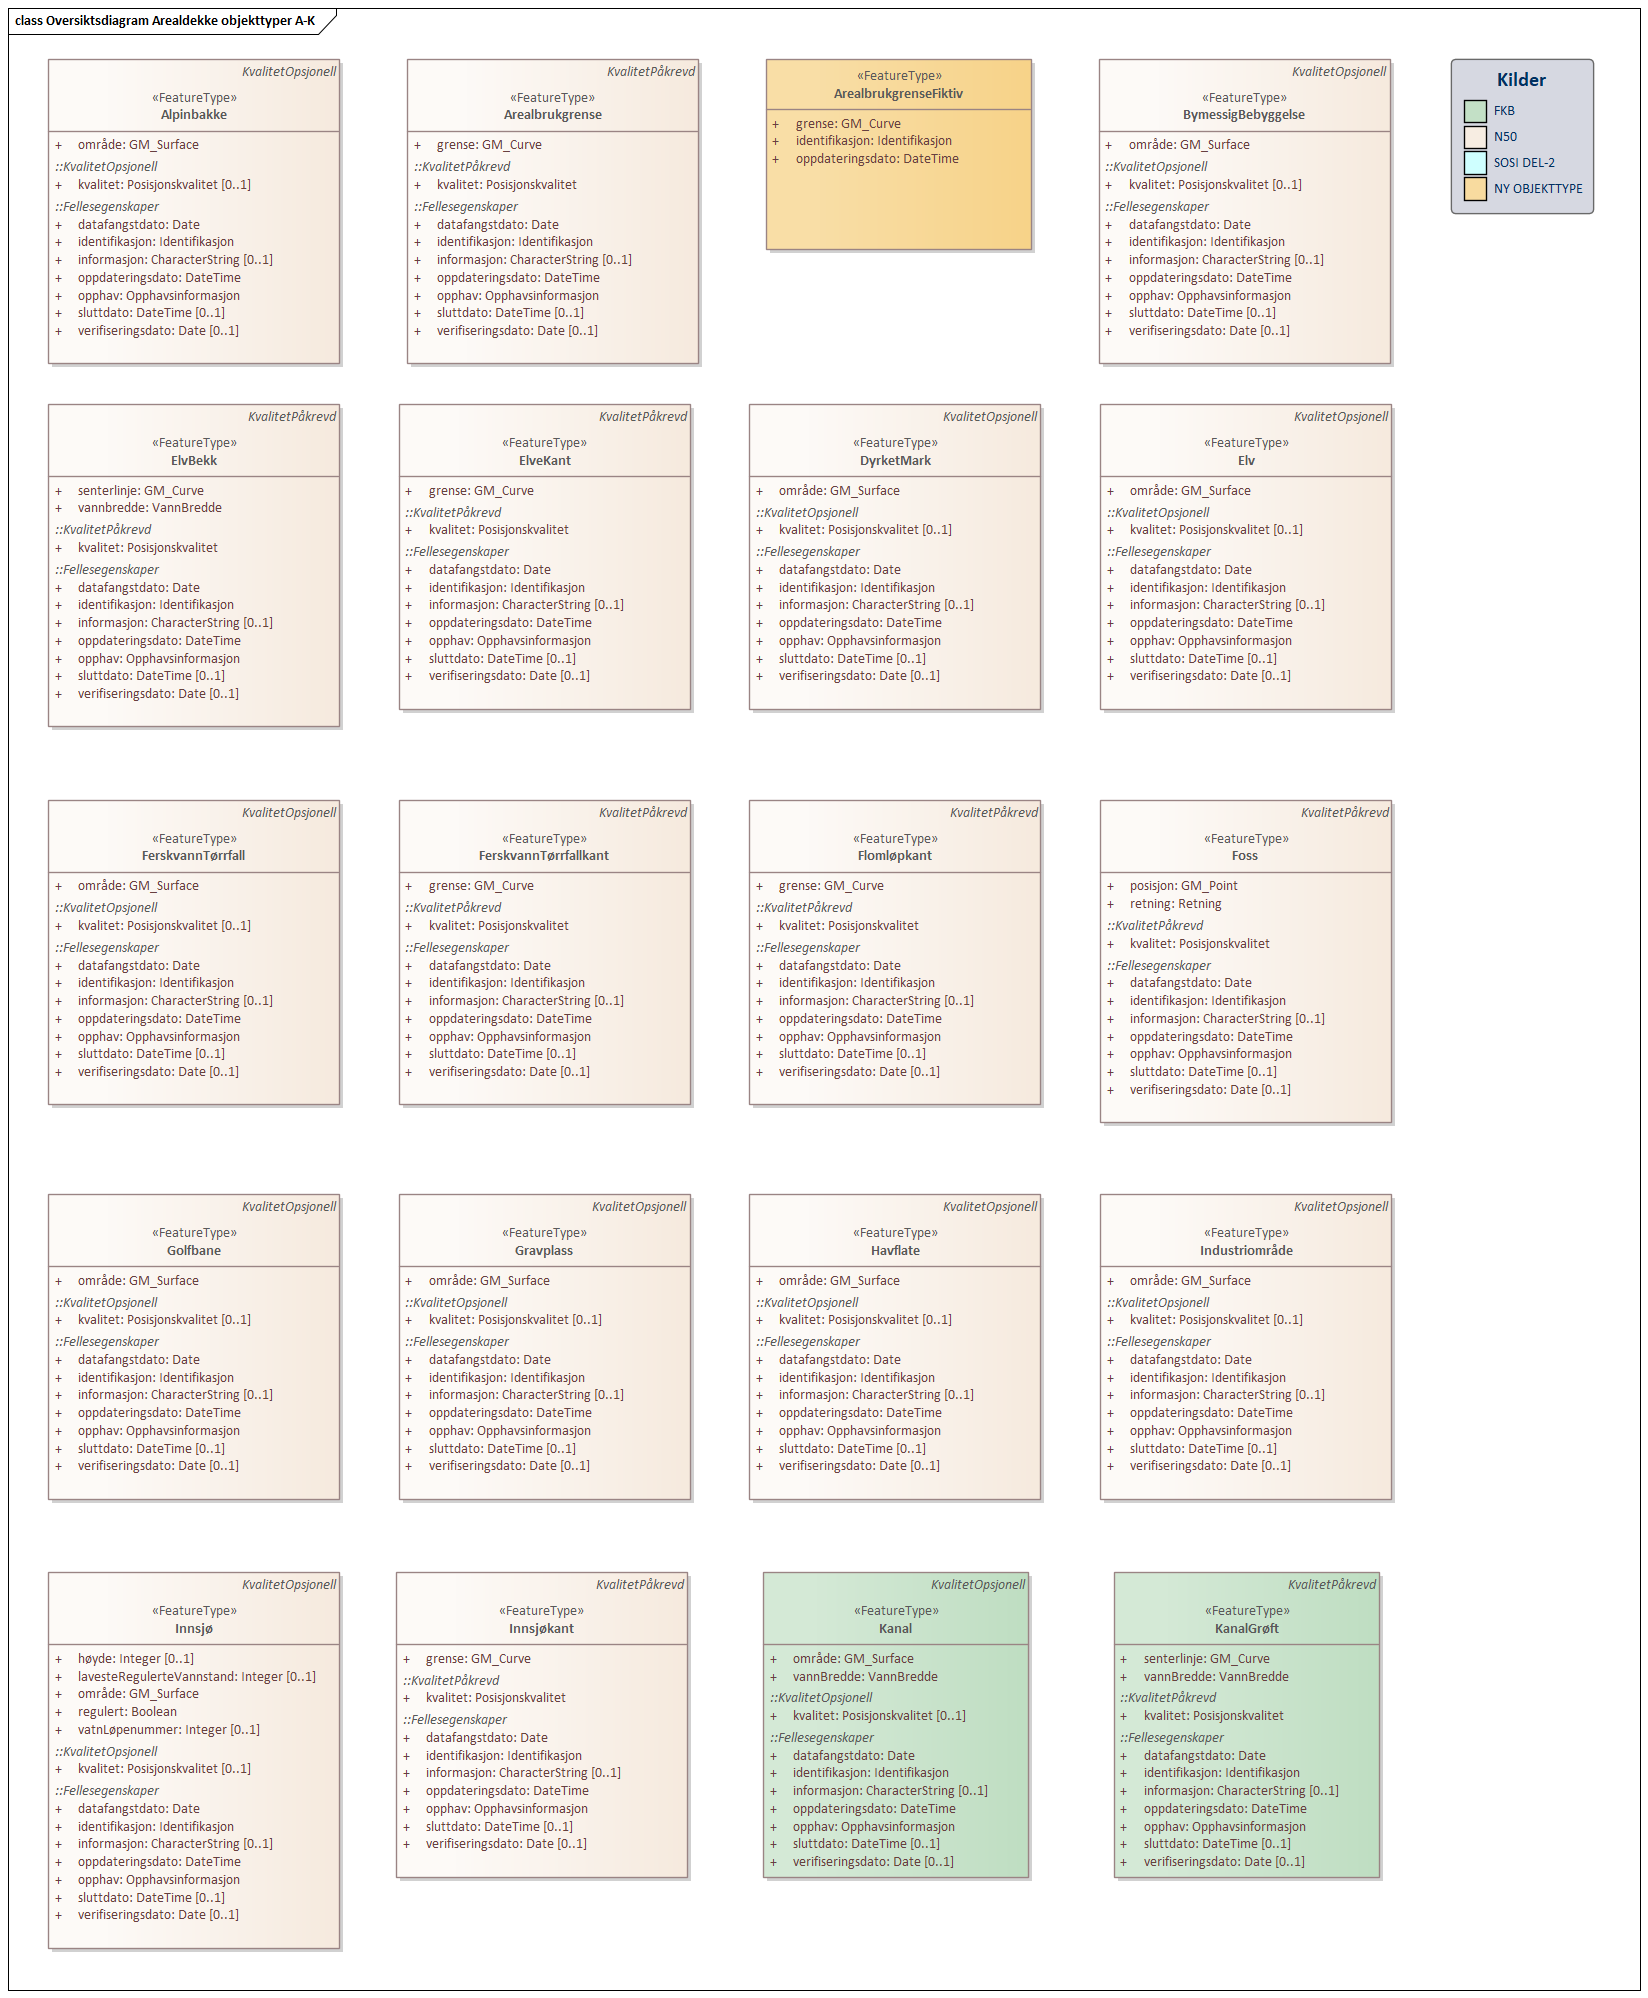 class Oversiktsdiagram Arealdekke objekttyper A-K
KvalitetOpsjonell
«FeatureType»
Alpinbakke
+ område: GM_Surface
::KvalitetOpsjonell
+ kvalitet: Posisjonskvalitet [0..1]
::Fellesegenskaper
+ datafangstdato: Date
+ identifikasjon: Identifikasjon
+ informasjon: CharacterString [0..1]
+ oppdateringsdato: DateTime
+ opphav: Opphavsinformasjon
+ sluttdato: DateTime [0..1]
+ verifiseringsdato: Date [0..1]
KvalitetPåkrevd
«FeatureType»
Arealbrukgrense
+ grense: GM_Curve
::KvalitetPåkrevd
+ kvalitet: Posisjonskvalitet
::Fellesegenskaper
+ datafangstdato: Date
+ identifikasjon: Identifikasjon
+ informasjon: CharacterString [0..1]
+ oppdateringsdato: DateTime
+ opphav: Opphavsinformasjon
+ sluttdato: DateTime [0..1]
+ verifiseringsdato: Date [0..1]
«FeatureType»
ArealbrukgrenseFiktiv
+ grense: GM_Curve
+ identifikasjon: Identifikasjon
+ oppdateringsdato: DateTime
KvalitetOpsjonell
«FeatureType»
BymessigBebyggelse
+ område: GM_Surface
::KvalitetOpsjonell
+ kvalitet: Posisjonskvalitet [0..1]
::Fellesegenskaper
+ datafangstdato: Date
+ identifikasjon: Identifikasjon
+ informasjon: CharacterString [0..1]
+ oppdateringsdato: DateTime
+ opphav: Opphavsinformasjon
+ sluttdato: DateTime [0..1]
+ verifiseringsdato: Date [0..1]
Kilder
FKB
N50
SOSI DEL-2
NY OBJEKTTYPE
KvalitetPåkrevd
«FeatureType»
ElvBekk
+ senterlinje: GM_Curve
+ vannbredde: VannBredde
::KvalitetPåkrevd
+ kvalitet: Posisjonskvalitet
::Fellesegenskaper
+ datafangstdato: Date
+ identifikasjon: Identifikasjon
+ informasjon: CharacterString [0..1]
+ oppdateringsdato: DateTime
+ opphav: Opphavsinformasjon
+ sluttdato: DateTime [0..1]
+ verifiseringsdato: Date [0..1]
KvalitetPåkrevd
«FeatureType»
ElveKant
+ grense: GM_Curve
::KvalitetPåkrevd
+ kvalitet: Posisjonskvalitet
::Fellesegenskaper
+ datafangstdato: Date
+ identifikasjon: Identifikasjon
+ informasjon: CharacterString [0..1]
+ oppdateringsdato: DateTime
+ opphav: Opphavsinformasjon
+ sluttdato: DateTime [0..1]
+ verifiseringsdato: Date [0..1]
KvalitetOpsjonell
«FeatureType»
DyrketMark
+ område: GM_Surface
::KvalitetOpsjonell
+ kvalitet: Posisjonskvalitet [0..1]
::Fellesegenskaper
+ datafangstdato: Date
+ identifikasjon: Identifikasjon
+ informasjon: CharacterString [0..1]
+ oppdateringsdato: DateTime
+ opphav: Opphavsinformasjon
+ sluttdato: DateTime [0..1]
+ verifiseringsdato: Date [0..1]
KvalitetOpsjonell
«FeatureType»
Elv
+ område: GM_Surface
::KvalitetOpsjonell
+ kvalitet: Posisjonskvalitet [0..1]
::Fellesegenskaper
+ datafangstdato: Date
+ identifikasjon: Identifikasjon
+ informasjon: CharacterString [0..1]
+ oppdateringsdato: DateTime
+ opphav: Opphavsinformasjon
+ sluttdato: DateTime [0..1]
+ verifiseringsdato: Date [0..1]
KvalitetOpsjonell
«FeatureType»
FerskvannTørrfall
+ område: GM_Surface
::KvalitetOpsjonell
+ kvalitet: Posisjonskvalitet [0..1]
::Fellesegenskaper
+ datafangstdato: Date
+ identifikasjon: Identifikasjon
+ informasjon: CharacterString [0..1]
+ oppdateringsdato: DateTime
+ opphav: Opphavsinformasjon
+ sluttdato: DateTime [0..1]
+ verifiseringsdato: Date [0..1]
KvalitetPåkrevd
«FeatureType»
FerskvannTørrfallkant
+ grense: GM_Curve
::KvalitetPåkrevd
+ kvalitet: Posisjonskvalitet
::Fellesegenskaper
+ datafangstdato: Date
+ identifikasjon: Identifikasjon
+ informasjon: CharacterString [0..1]
+ oppdateringsdato: DateTime
+ opphav: Opphavsinformasjon
+ sluttdato: DateTime [0..1]
+ verifiseringsdato: Date [0..1]
KvalitetPåkrevd
«FeatureType»
Flomløpkant
+ grense: GM_Curve
::KvalitetPåkrevd
+ kvalitet: Posisjonskvalitet
::Fellesegenskaper
+ datafangstdato: Date
+ identifikasjon: Identifikasjon
+ informasjon: CharacterString [0..1]
+ oppdateringsdato: DateTime
+ opphav: Opphavsinformasjon
+ sluttdato: DateTime [0..1]
+ verifiseringsdato: Date [0..1]
KvalitetPåkrevd
«FeatureType»
Foss
+ posisjon: GM_Point
+ retning: Retning
::KvalitetPåkrevd
+ kvalitet: Posisjonskvalitet
::Fellesegenskaper
+ datafangstdato: Date
+ identifikasjon: Identifikasjon
+ informasjon: CharacterString [0..1]
+ oppdateringsdato: DateTime
+ opphav: Opphavsinformasjon
+ sluttdato: DateTime [0..1]
+ verifiseringsdato: Date [0..1]
KvalitetOpsjonell
«FeatureType»
Golfbane
+ område: GM_Surface
::KvalitetOpsjonell
+ kvalitet: Posisjonskvalitet [0..1]
::Fellesegenskaper
+ datafangstdato: Date
+ identifikasjon: Identifikasjon
+ informasjon: CharacterString [0..1]
+ oppdateringsdato: DateTime
+ opphav: Opphavsinformasjon
+ sluttdato: DateTime [0..1]
+ verifiseringsdato: Date [0..1]
KvalitetOpsjonell
«FeatureType»
Gravplass
+ område: GM_Surface
::KvalitetOpsjonell
+ kvalitet: Posisjonskvalitet [0..1]
::Fellesegenskaper
+ datafangstdato: Date
+ identifikasjon: Identifikasjon
+ informasjon: CharacterString [0..1]
+ oppdateringsdato: DateTime
+ opphav: Opphavsinformasjon
+ sluttdato: DateTime [0..1]
+ verifiseringsdato: Date [0..1]
KvalitetOpsjonell
«FeatureType»
Havflate
+ område: GM_Surface
::KvalitetOpsjonell
+ kvalitet: Posisjonskvalitet [0..1]
::Fellesegenskaper
+ datafangstdato: Date
+ identifikasjon: Identifikasjon
+ informasjon: CharacterString [0..1]
+ oppdateringsdato: DateTime
+ opphav: Opphavsinformasjon
+ sluttdato: DateTime [0..1]
+ verifiseringsdato: Date [0..1]
KvalitetOpsjonell
«FeatureType»
Industriområde
+ område: GM_Surface
::KvalitetOpsjonell
+ kvalitet: Posisjonskvalitet [0..1]
::Fellesegenskaper
+ datafangstdato: Date
+ identifikasjon: Identifikasjon
+ informasjon: CharacterString [0..1]
+ oppdateringsdato: DateTime
+ opphav: Opphavsinformasjon
+ sluttdato: DateTime [0..1]
+ verifiseringsdato: Date [0..1]
KvalitetOpsjonell
«FeatureType»
Innsjø
+ høyde: Integer [0..1]
+ lavesteRegulerteVannstand: Integer [0..1]
+ område: GM_Surface
+ regulert: Boolean
+ vatnLøpenummer: Integer [0..1]
::KvalitetOpsjonell
+ kvalitet: Posisjonskvalitet [0..1]
::Fellesegenskaper
+ datafangstdato: Date
+ identifikasjon: Identifikasjon
+ informasjon: CharacterString [0..1]
+ oppdateringsdato: DateTime
+ opphav: Opphavsinformasjon
+ sluttdato: DateTime [0..1]
+ verifiseringsdato: Date [0..1]
KvalitetPåkrevd
«FeatureType»
Innsjøkant
+ grense: GM_Curve
::KvalitetPåkrevd
+ kvalitet: Posisjonskvalitet
::Fellesegenskaper
+ datafangstdato: Date
+ identifikasjon: Identifikasjon
+ informasjon: CharacterString [0..1]
+ oppdateringsdato: DateTime
+ opphav: Opphavsinformasjon
+ sluttdato: DateTime [0..1]
+ verifiseringsdato: Date [0..1]
KvalitetOpsjonell
«FeatureType»
Kanal
+ område: GM_Surface
+ vannBredde: VannBredde
::KvalitetOpsjonell
+ kvalitet: Posisjonskvalitet [0..1]
::Fellesegenskaper
+ datafangstdato: Date
+ identifikasjon: Identifikasjon
+ informasjon: CharacterString [0..1]
+ oppdateringsdato: DateTime
+ opphav: Opphavsinformasjon
+ sluttdato: DateTime [0..1]
+ verifiseringsdato: Date [0..1]
KvalitetPåkrevd
«FeatureType»
KanalGrøft
+ senterlinje: GM_Curve
+ vannBredde: VannBredde
::KvalitetPåkrevd
+ kvalitet: Posisjonskvalitet
::Fellesegenskaper
+ datafangstdato: Date
+ identifikasjon: Identifikasjon
+ informasjon: CharacterString [0..1]
+ oppdateringsdato: DateTime
+ opphav: Opphavsinformasjon
+ sluttdato: DateTime [0..1]
+ verifiseringsdato: Date [0..1]